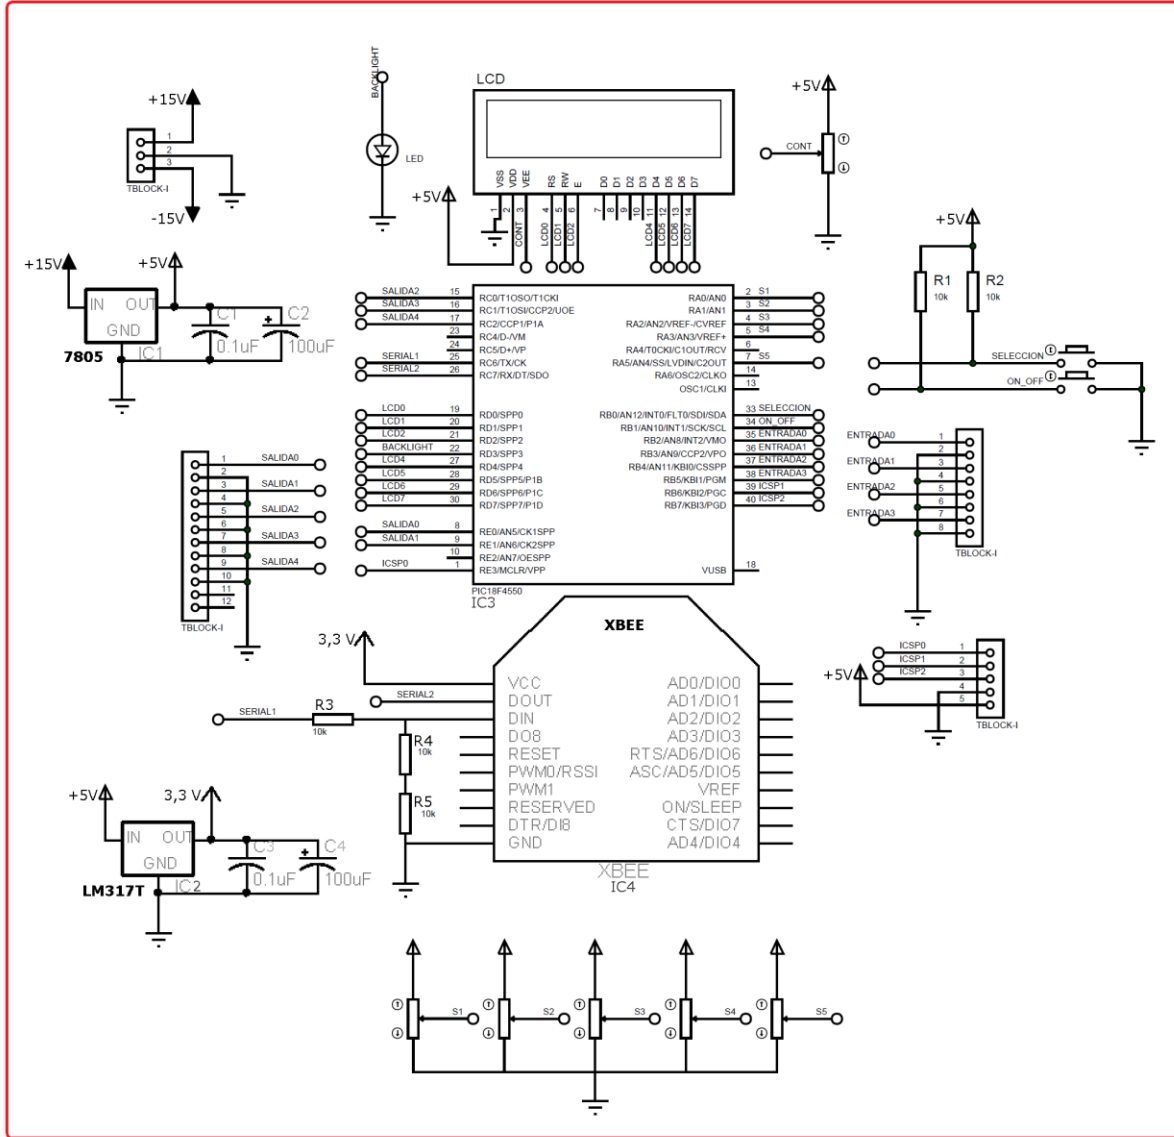 +15V
1
2
3
TBLOCK-I
-15V
BACKLIGHT
LED
LCD
VSS
VDD
VEE
RS
RW
E
D0
D1
D2
D3
D4
D5
D6
D7
1
2
3
4
5
6
7
8
9
10
11
12
13
14
+5V
CONT
LCD0
LCD1
LCD2
LCD4
LCD5
LCD6
LCD7
+5V
CONT
+5V
R1
10k
R2
10k
SELECCION
ON_OFF
+15V
+5V
IN OUT
GND
7805
IC1
C1
0.1uF
C2
100uF
SALIDA2 15 RC0/T1OSO/T1CKI
SALIDA3 16 RC1/T1OSI/CCP2/UOE
SALIDA4 17 RC2/CCP1/P1A
23 RC4/D-/VM
24 RC5/D+/VP
SERIAL1 25 RC6/TX/CK
SERIAL2 26 RC7/RX/DT/SDO
LCD0 19 RD0/SPP0
LCD1 20 RD1/SPP1
LCD2 21 RD2/SPP2
BACKLIGHT 22 RD3/SPP3
LCD4 27 RD4/SPP4
LCD5 28 RD5/SPP5/P1B
LCD6 29 RD6/SPP6/P1C
LCD7 30 RD7/SPP7/P1D
SALIDA0 8 RE0/AN5/CK1SPP
SALIDA1 9 RE1/AN6/CK2SPP
10 RE2/AN7/OESPP
ICSP0 1 RE3/MCLR/VPP
RA0/AN0 2 S1
RA1/AN1 3 S2
RA2/AN2/VREF-/CVREF 4 S3
RA3/AN3/VREF+ 5 S4
RA4/T0CKI/C1OUT/RCV 6
RA5/AN4/SS/LVDIN/C2OUT 7 S5
RA6/OSC2/CLKO 14
OSC1/CLKI 13
RB0/AN12/INT0/FLT0/SDI/SDA 33 SELECCION
RB1/AN10/INT1/SCK/SCL 34 ON_OFF
RB2/AN8/INT2/VMO 35 ENTRADA0
RB3/AN9/CCP2/VPO 36 ENTRADA1
RB4/AN11/KBI0/CSSPP 37 ENTRADA2
RB5/KBI1/PGM 38 ENTRADA3
RB6/KBI2/PGC 39 ICSP1
RB7/KBI3/PGD 40 ICSP2
VUSB 18
PIC18F4550
IC3
1 SALIDA0
2
3 SALIDA1
4
5 SALIDA2
6
7 SALIDA3
8
9 SALIDA4
10
11
12
TBLOCK-I
ENTRADA0 1
2
ENTRADA1 3
4
ENTRADA2 5
6
ENTRADA3 7
8
TBLOCK-I
ICSP0 1
ICSP1 2
ICSP2 3
4
5
+5V
TBLOCK-I
XBEE
3,3 V
SERIAL2
SERIAL1
R3
10k
R4
10k
R5
10k
VCC
DOUT
DIN
DO8
RESET
PWM0/RSSI
PWM1
RESERVED
DTR/DI8
GND
AD0/DIO0
AD1/DIO1
AD2/DIO2
AD3/DIO3
RTS/AD6/DIO6
ASC/AD5/DIO5
VREF
ON/SLEEP
CTS/DIO7
AD4/DIO4
XBEE
IC4
+5V
3,3 V
IN OUT
GND
LM317T
IC2
C3
0.1uF
C4
100uF
S1
S2
S3
S4
S5